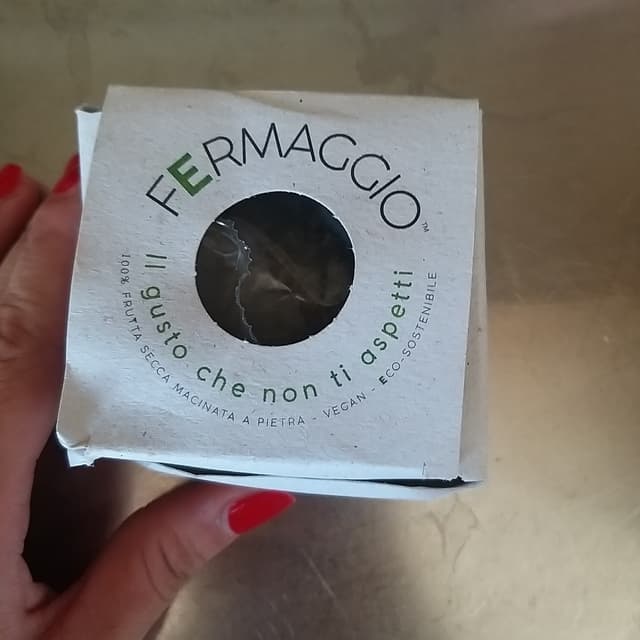 FERMAGGIO™
Il gusto che non ti aspetti
100% FRUTTA SECCA MACINATA A PIETRA - VEGAN - ECO-SOSTENIBILE